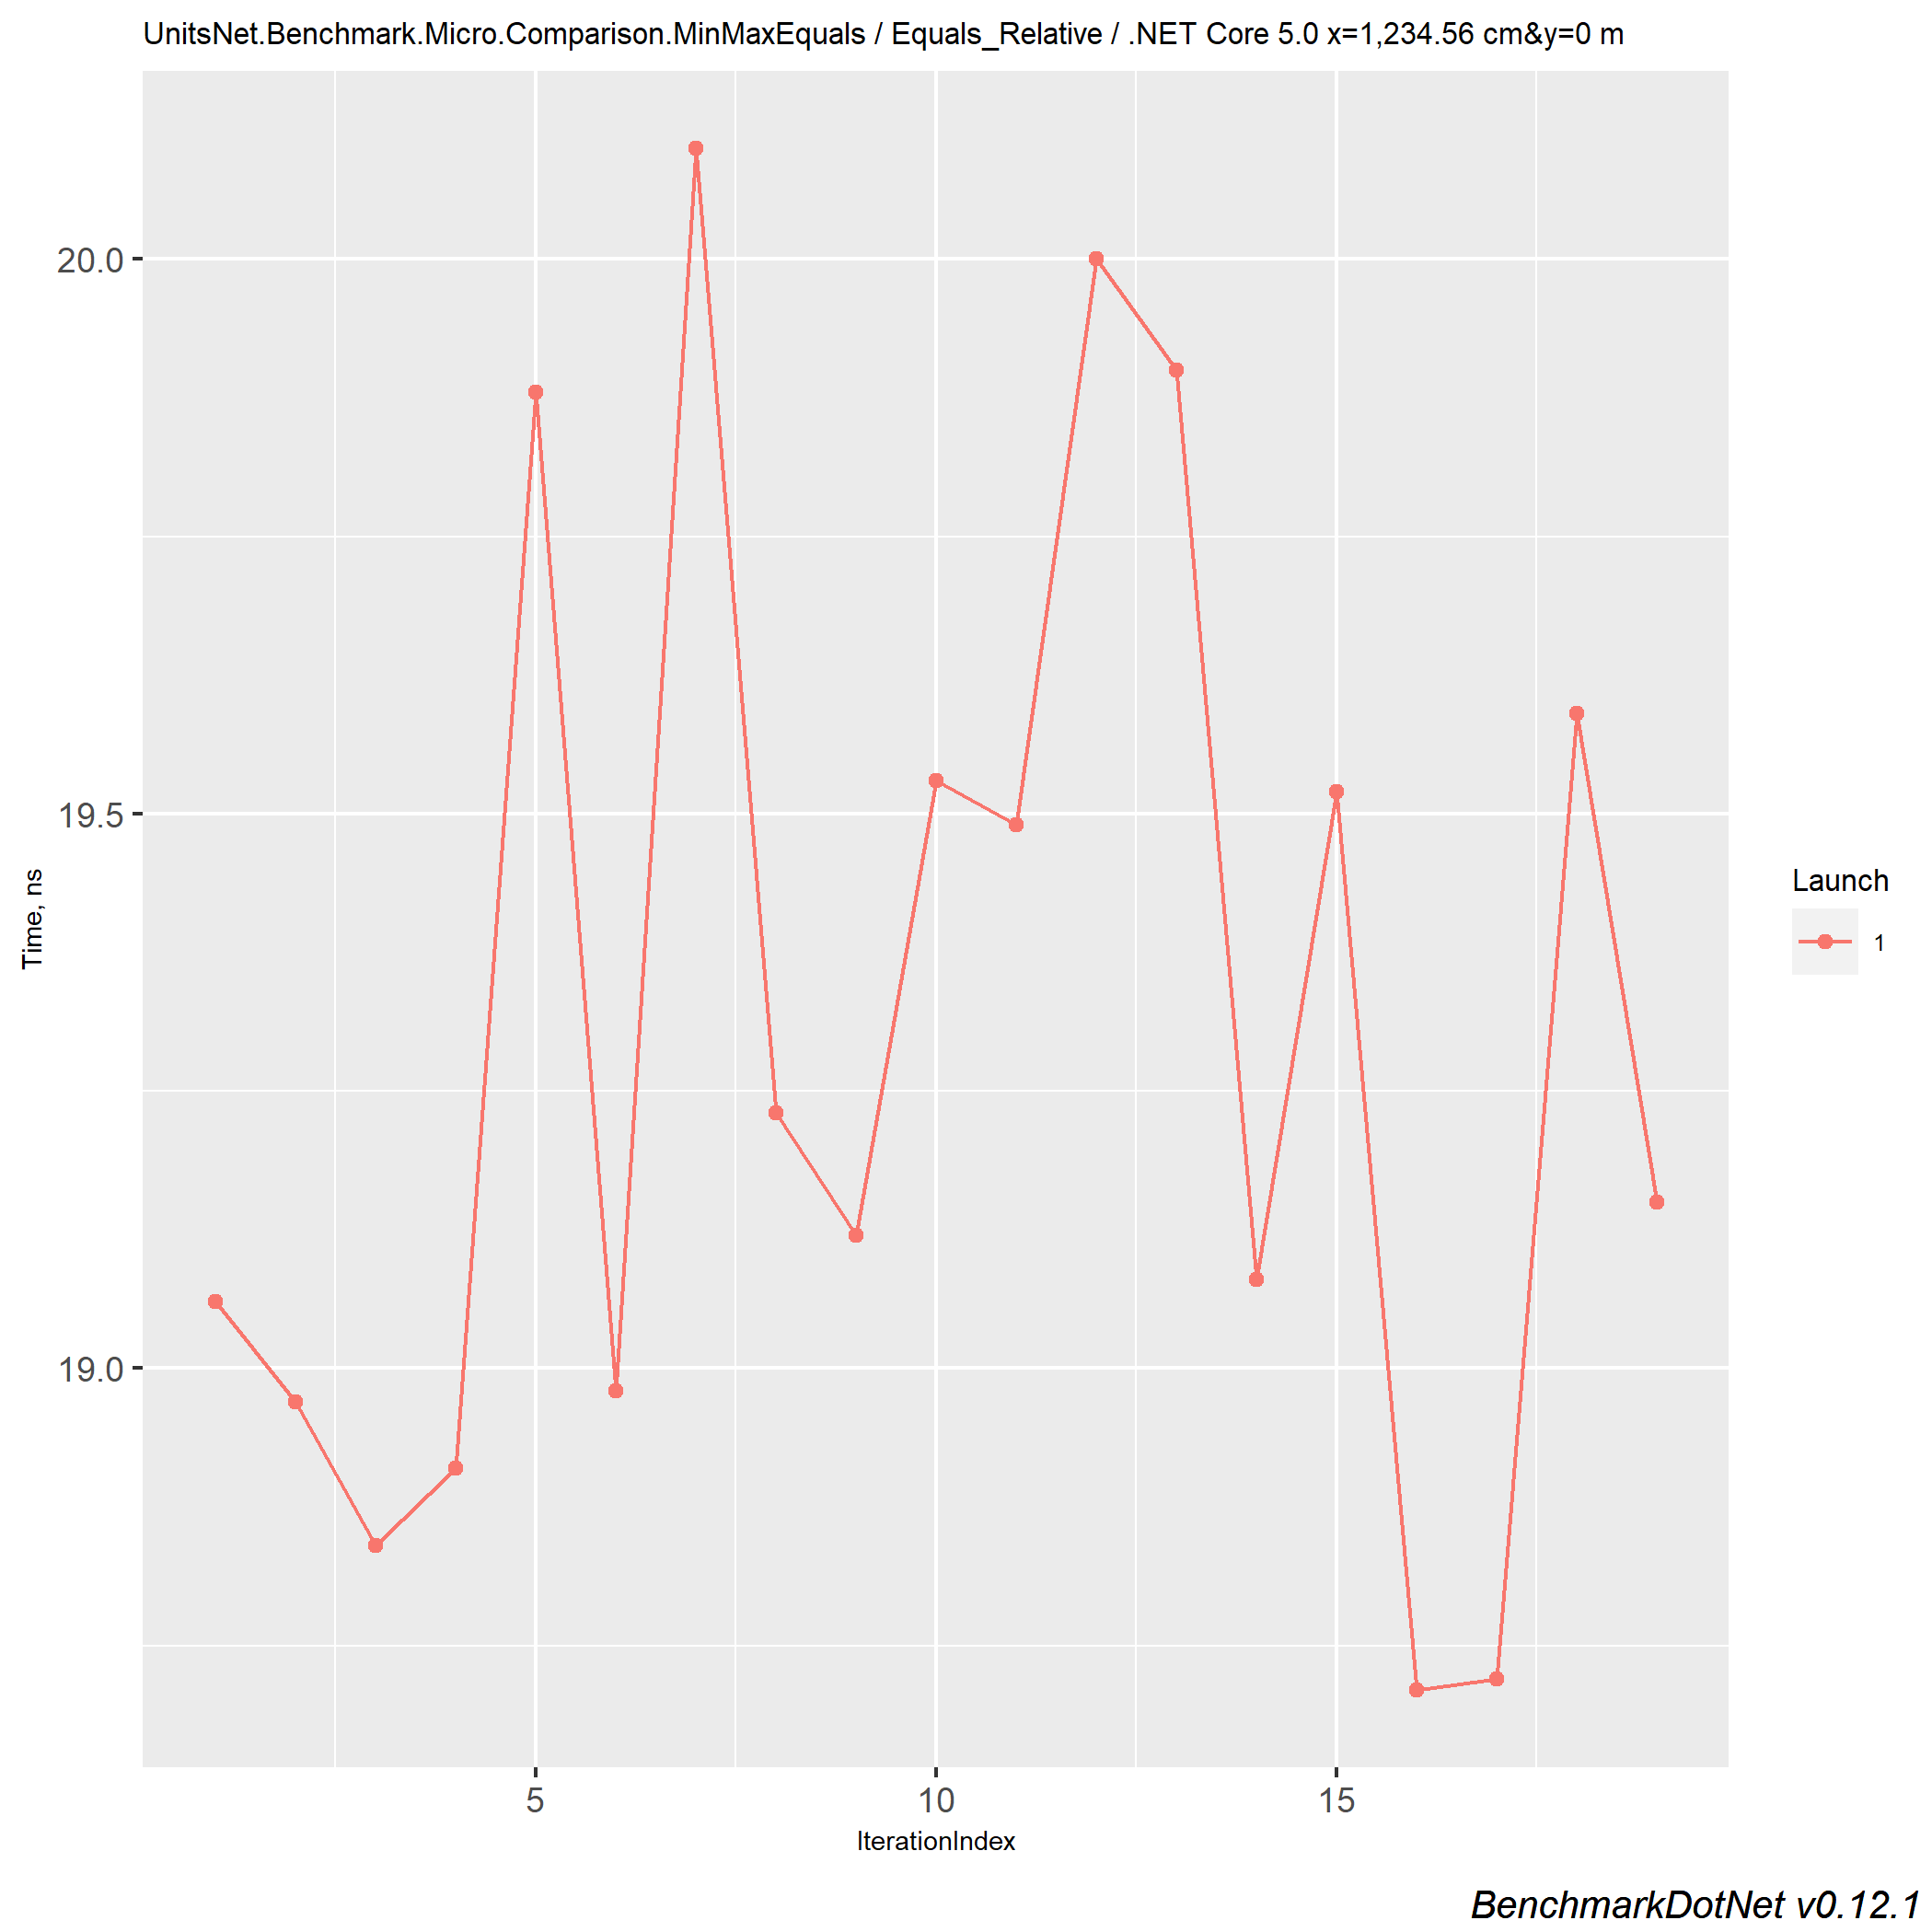 UnitsNet.Benchmark.Micro.Comparison.MinMaxEquals / Equals_Relative / .NET Core 5.0 x=1,234.56 cm&y=0 m
20.0
19.5
19.0
Time, ns
5 10 15
IterationIndex
Launch
1
BenchmarkDotNet v0.12.1